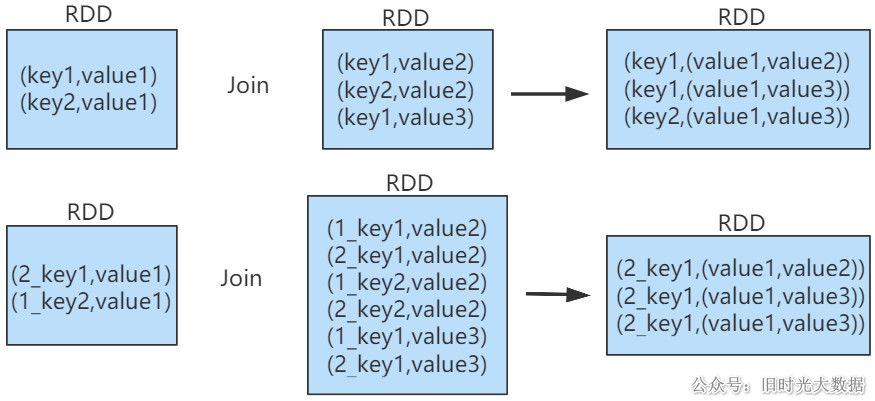 RDD
(key1,value1)
(key2,value1)
Join
RDD
(key1,value2)
(key2,value2)
(key1,value3)
RDD
(key1,(value1,value2))
(key1,(value1,value3))
(key2,(value1,value3))
RDD
(2_key1,value1)
(1_key2,value1)
Join
RDD
(1_key1,value2)
(2_key1,value2)
(1_key2,value2)
(2_key2,value2)
(1_key1,value3)
(2_key1,value3)
RDD
(2_key1,(value1,value2))
(2_key1,(value1,value3))
(2_key1,(value1,value3))
公众号：旧时光大数据